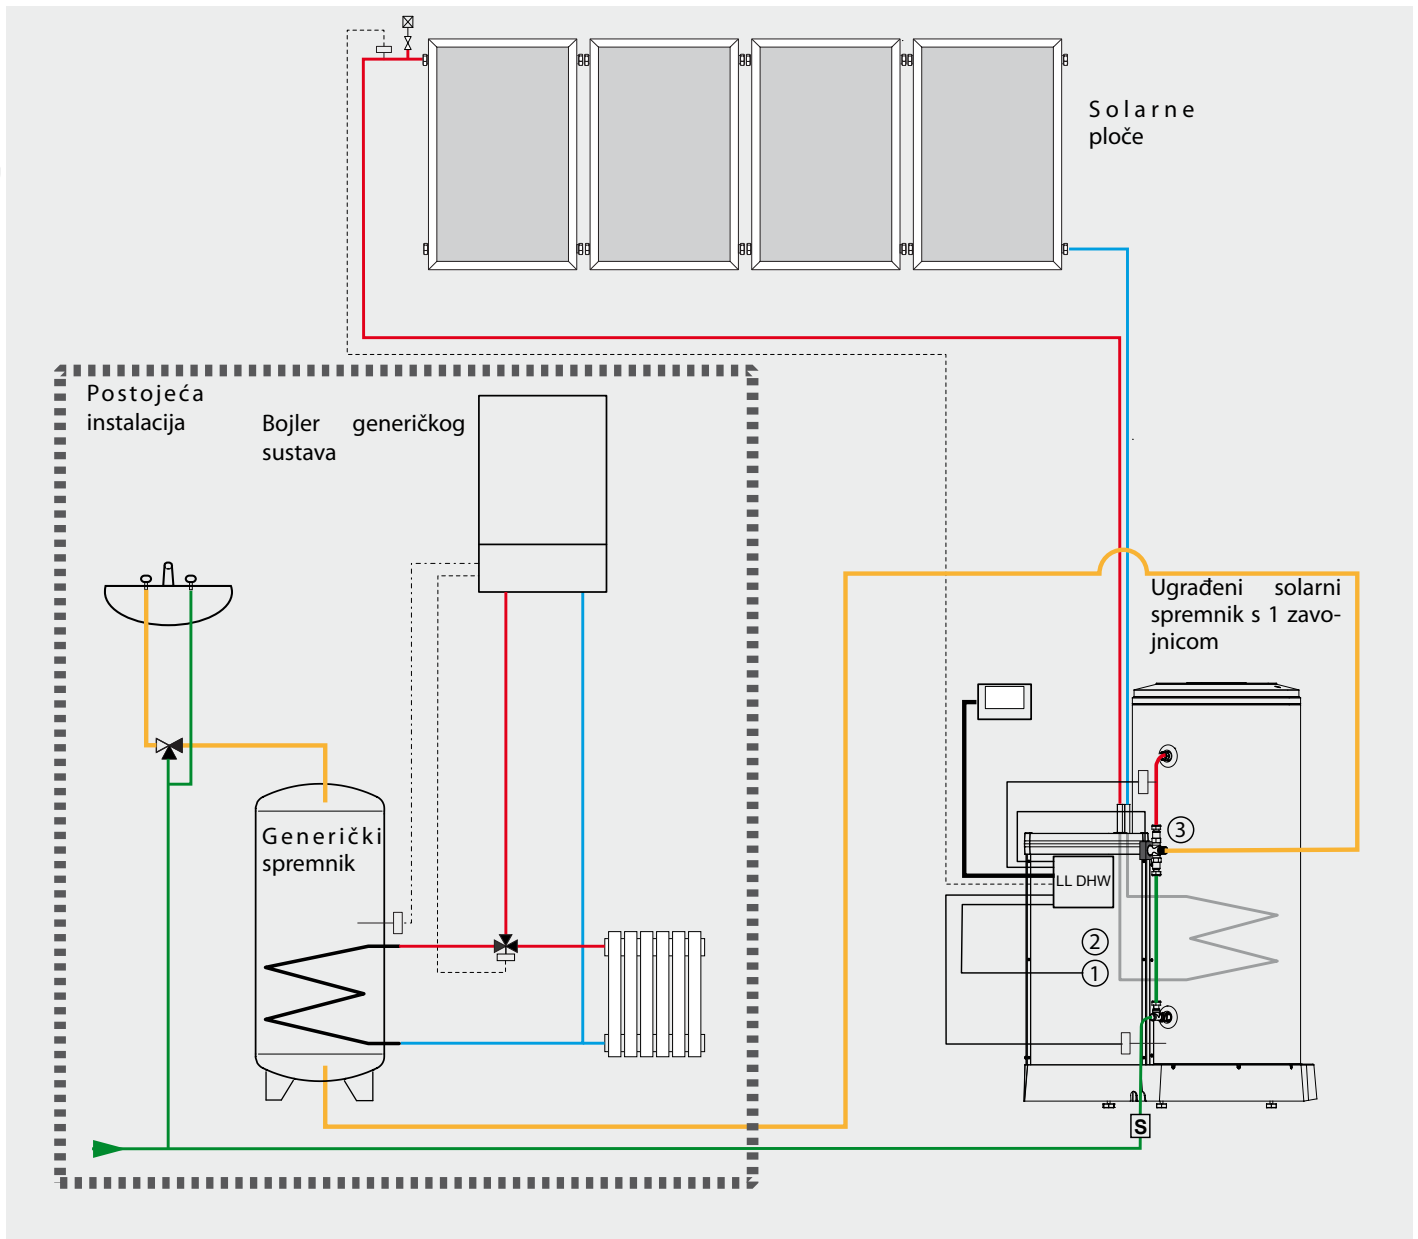 Solarne
ploče
Postojeća
instalacija
Bojler generičkog
sustava
Ugrađeni solarni
spremnik s 1 zavo-
jnicom
Generički
spremnik
3
LL DHW
2
1
S